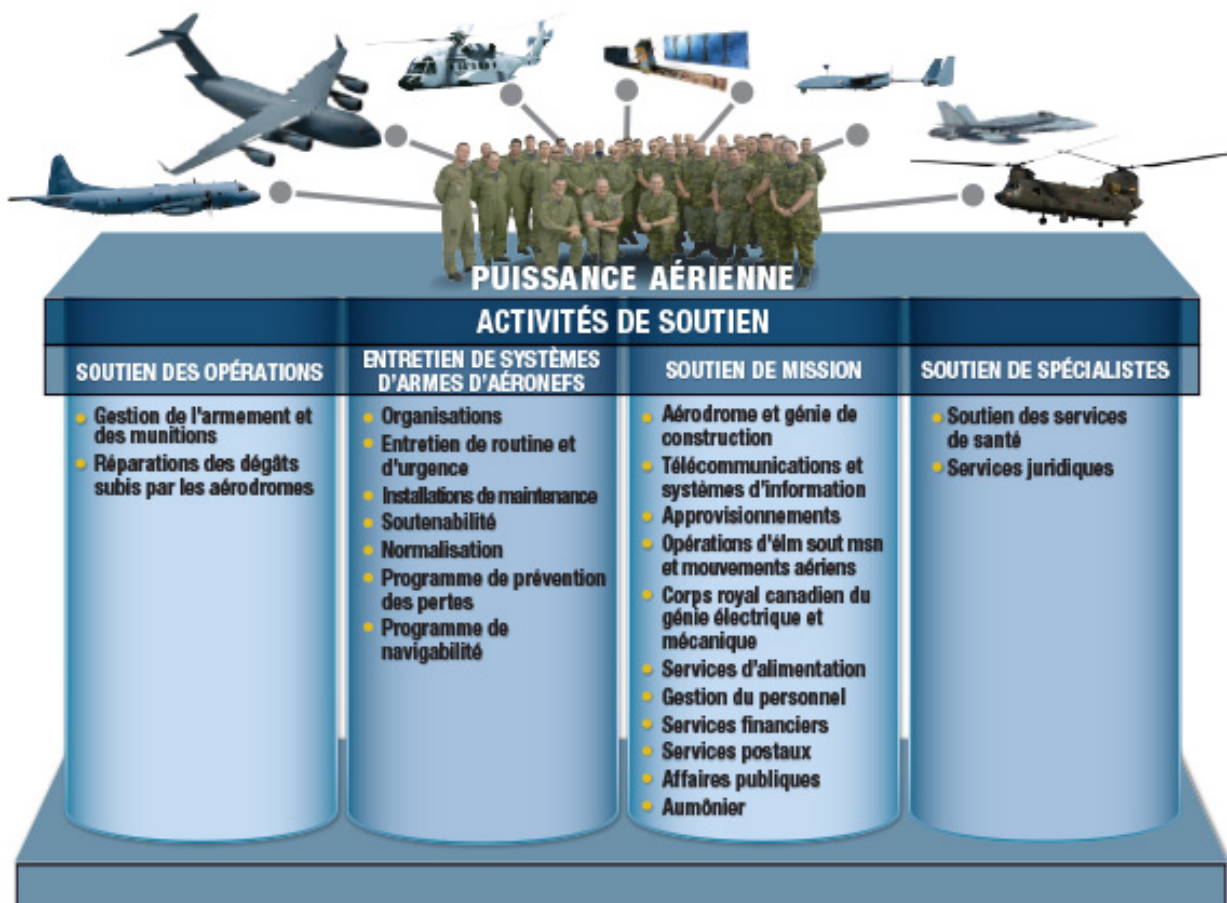 PUISSANCE AÉRIENNE
ACTIVITÉS DE SOUTIEN
SOUTIEN DES OPÉRATIONS
Gestion de l'armement et
des munitions
Réparations des dégâts
subis par les aérodromes
ENTRETIEN DE SYSTÈMES
D'ARMES D'AÉRONEFS
Organisations
Entretien de routine et
d'urgence
Installations de maintenance
Soutenabilité
Normalisation
Programme de prévention
des pertes
Programme de
navigabilité
SOUTIEN DE MISSION
Aérodrome et génie de
construction
Télécommunications et
systèmes d'information
Approvisionnements
Opérations d'élm sout msn
et mouvements aériens
Corps royal canadien du
génie électrique et
mécanique
Services d'alimentation
Gestion du personnel
Services financiers
Services postaux
Affaires publiques
Aumônier
SOUTIEN DE SPÉCIALISTES
Soutien des services
de santé
Services juridiques